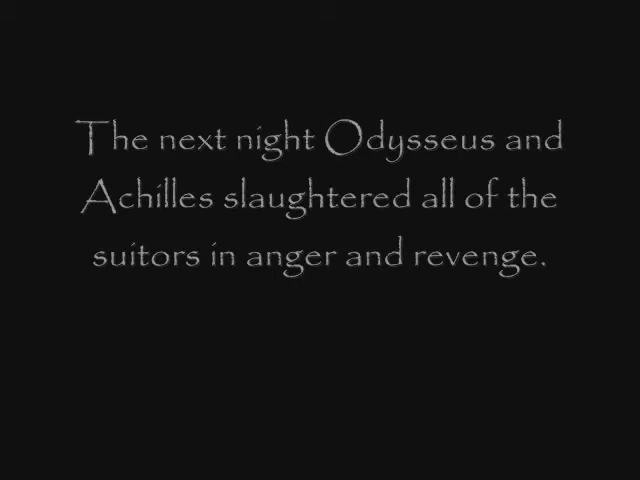 The next night Odysseus and
Achilles slaughtered all of the
suitors in anger and revenge.